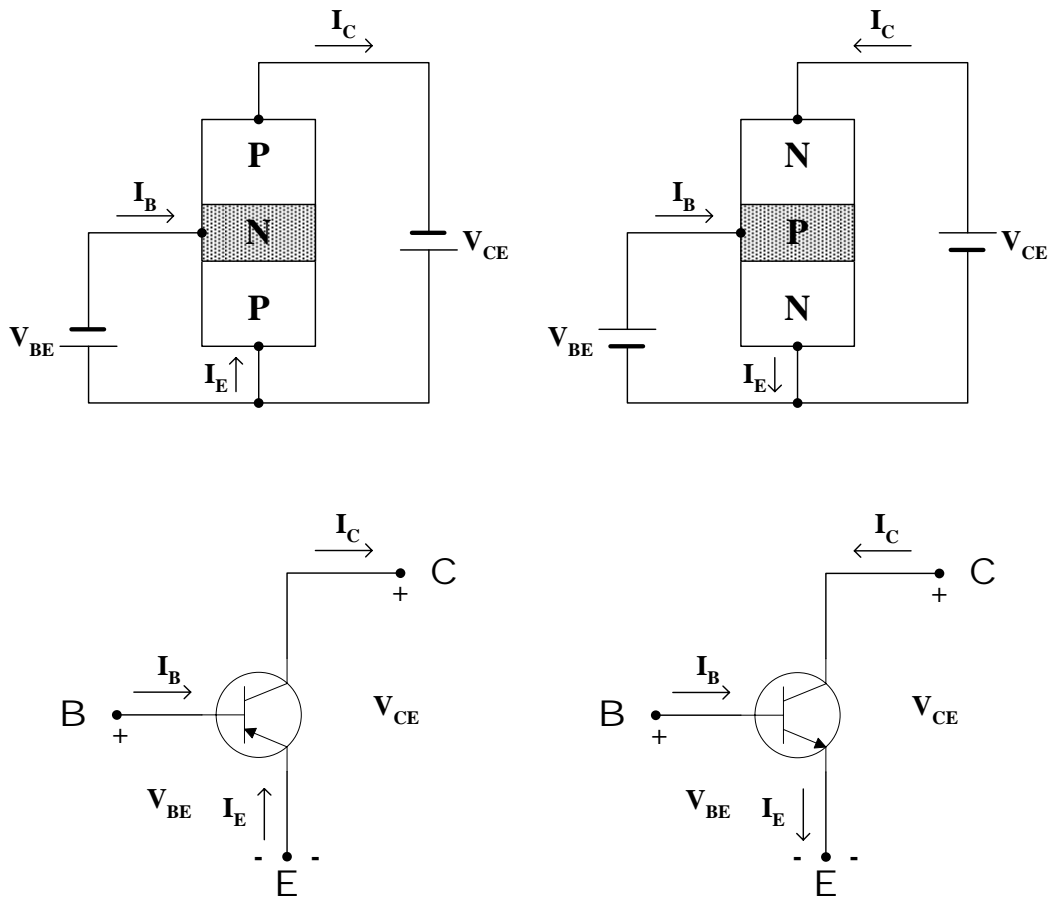 I_C I_C
P N
I_B I_B
N P
V_CE V_CE
P N
V_BE V_BE
I_E I_E
I_C I_C
C C
+ +
I_B I_B
B B
V_CE V_CE
+ +
V_BE I_E V_BE I_E
- - - -
E E